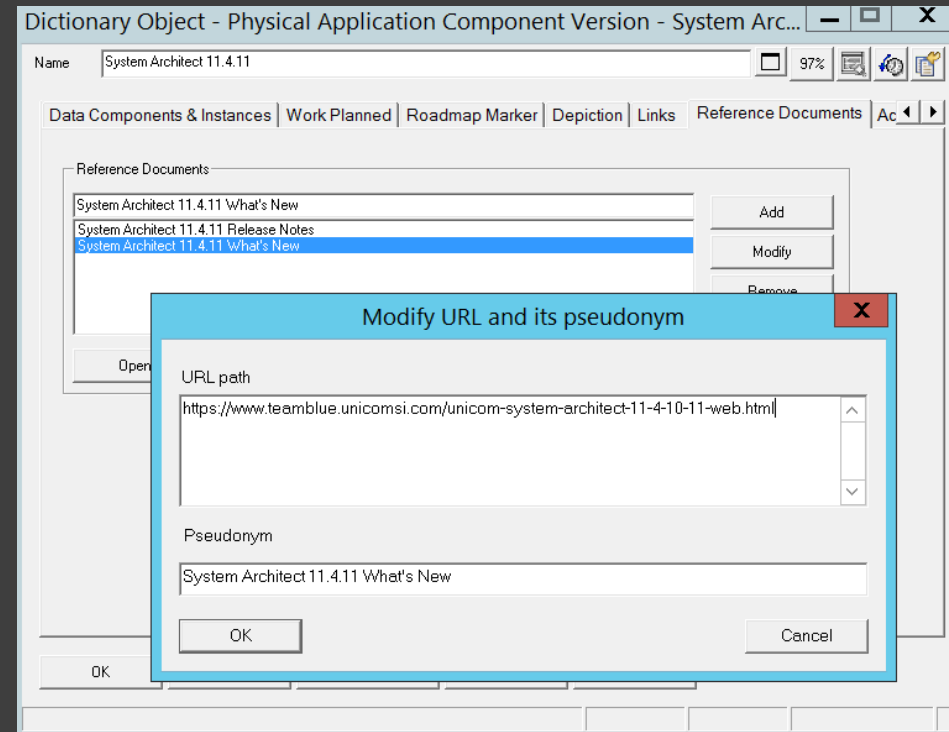 Dictionary Object - Physical Application Component Version - System Arc...
Name System Architect 11.4.11 97%
Data Components & Instances Work Planned Roadmap Marker Depiction Links Reference Documents Ac
Reference Documents
System Architect 11.4.11 What's New
Add
System Architect 11.4.11 Release Notes
System Architect 11.4.11 What's New
Modify
Remove
Modify URL and its pseudonym X
Open
URL path
https://www.teamblue.unicomsi.com/unicom-system-architect-11-4-10-11-web.html
Pseudonym
System Architect 11.4.11 What's New
OK Cancel
OK